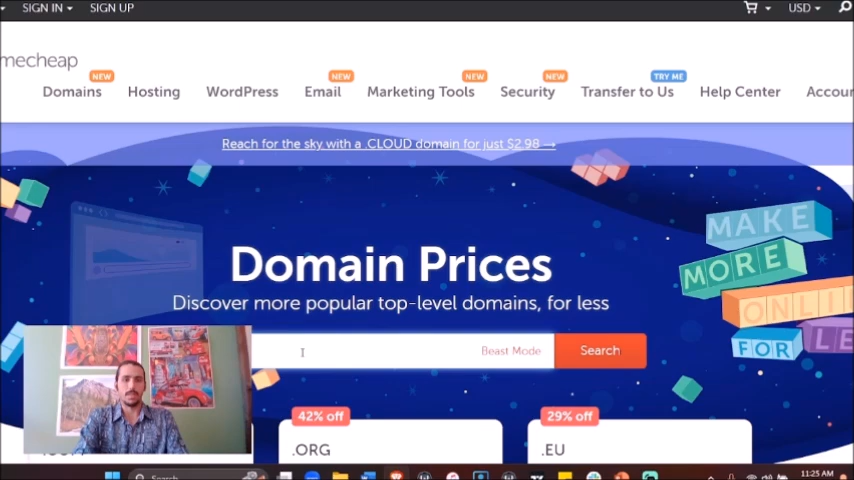 SIGN IN SIGN UP USD
mecheap
NEW NEW NEW NEW TRY ME
Domains Hosting WordPress Email Marketing Tools Security Transfer to Us Help Center Accoun
Reach for the sky with a .CLOUD domain for just $2.98 →
MAKE
MORE
ONLI
FOR LE
Domain Prices
Discover more popular top-level domains, for less
Beast Mode Search
42% off 29% off
.ORG .EU
Search 11:25 AM